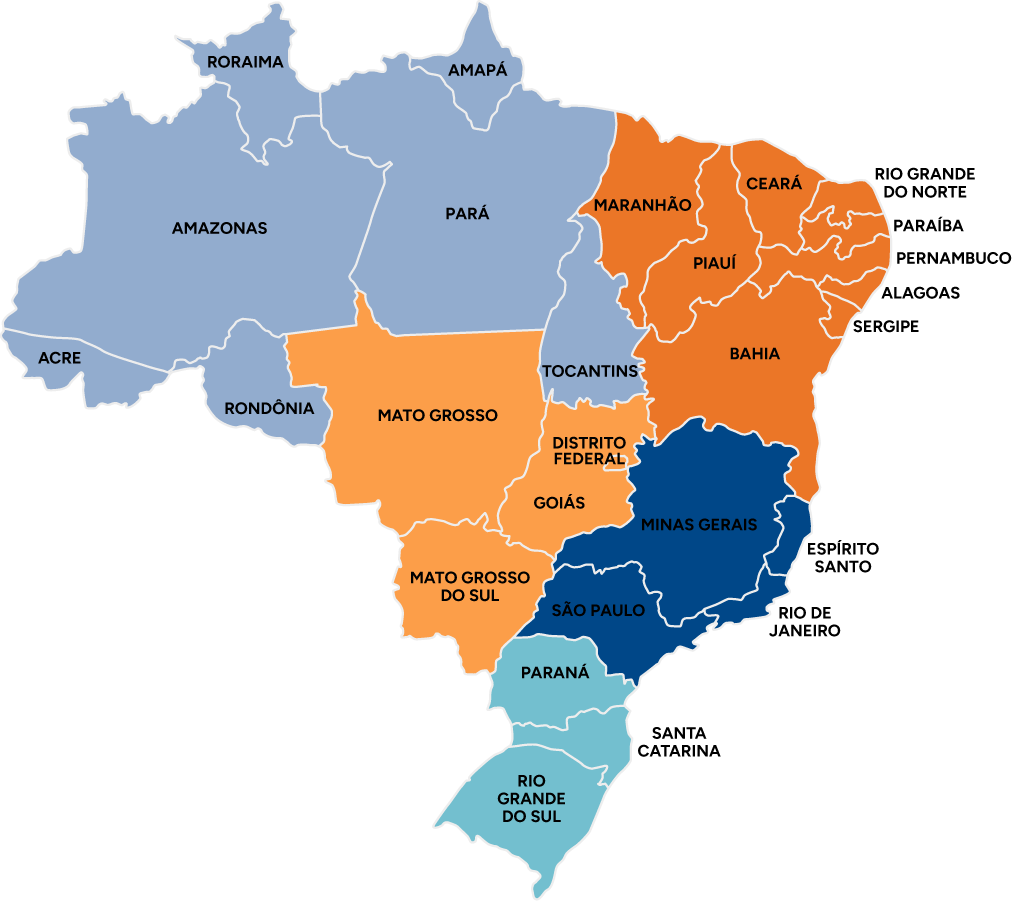 RORAIMA
AMAPÁ
RIO GRANDE
DO NORTE
CEARÁ
MARANHÃO
PARÁ
AMAZONAS
PARAÍBA
PERNAMBUCO
PIAUÍ
ALAGOAS
SERGIPE
BAHIA
ACRE
TOCANTINS
RONDÔNIA
MATO GROSSO
DISTRITO
FEDERAL
GOIÁS
MINAS GERAIS
ESPÍRITO
SANTO
MATO GROSSO
DO SUL
SÃO PAULO
RIO DE
JANEIRO
PARANÁ
SANTA
CATARINA
RIO
GRANDE
DO SUL